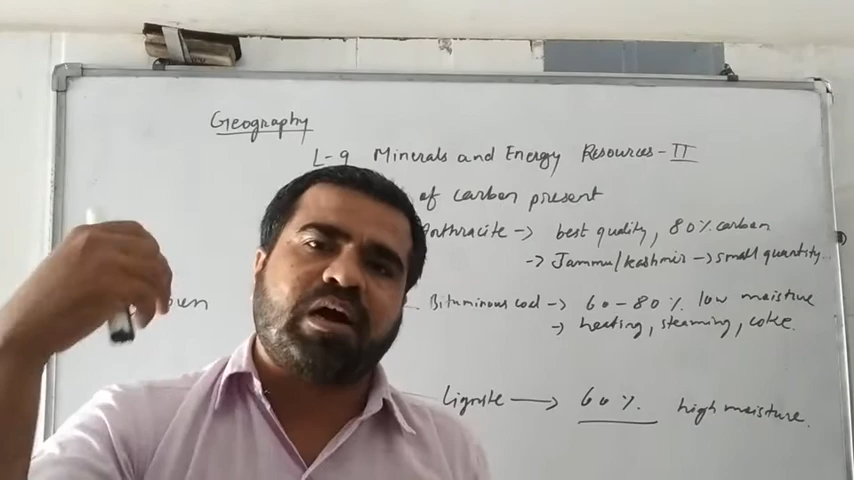 Geography
L-9 Minerals and Energy Resources-II
of carbon present
Anthracite → best quality, 80% carbon
→ Jammu/Kashmir → small quantity...
Bituminous coal → 60-80% low moisture
→ heating, steaming, coke.
Lignite → 60% high moisture.